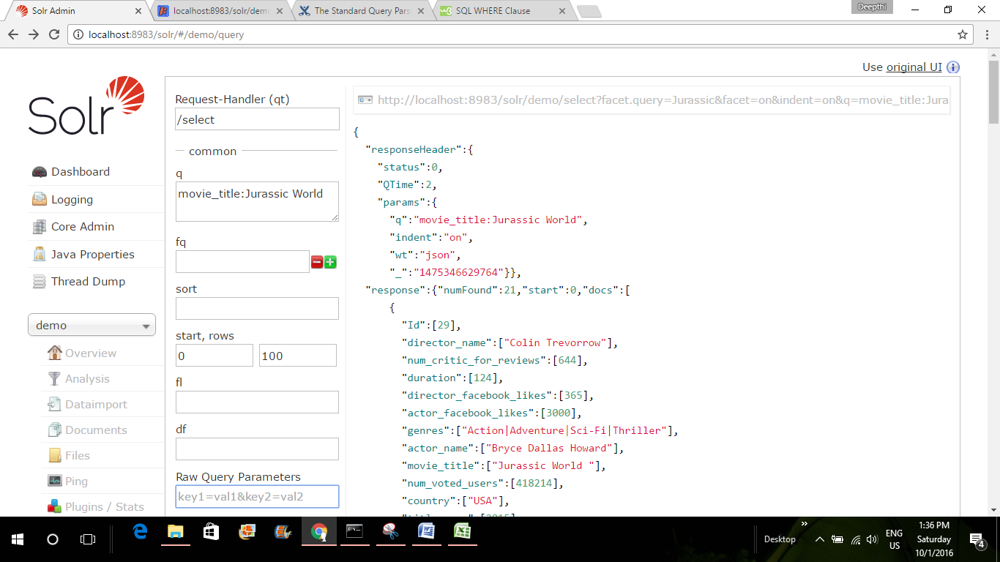 Solr Admin
localhost:8983/solr/dem
The Standard Query Pars
SQL WHERE Clause
Deepthi
localhost:8983/solr/#/demo/query
Use original UI
Solr
Dashboard
Logging
Core Admin
Java Properties
Thread Dump
demo
Overview
Analysis
Dataimport
Documents
Files
Ping
Plugins / Stats
Request-Handler (qt)
/select
common
q
movie_title:Jurassic World
fq
sort
start, rows
0 100
fl
df
Raw Query Parameters
key1=val1&key2=val2
http://localhost:8983/solr/demo/select?facet.query=Jurassic&facet=on&indent=on&q=movie_title:Jura
{
"responseHeader":{
"status":0,
"QTime":2,
"params":{
"q":"movie_title:Jurassic World",
"indent":"on",
"wt":"json",
"_":"1475346629764"}},
"response":{"numFound":21,"start":0,"docs":[
{
"Id":[29],
"director_name":["Colin Trevorrow"],
"num_critic_for_reviews":[644],
"duration":[124],
"director_facebook_likes":[365],
"actor_facebook_likes":[3000],
"genres":["Action|Adventure|Sci-Fi|Thriller"],
"actor_name":["Bryce Dallas Howard"],
"movie_title":["Jurassic World "],
"num_voted_users":[418214],
"country":["USA"],
Desktop
ENG
US
1:36 PM
Saturday
10/1/2016
4